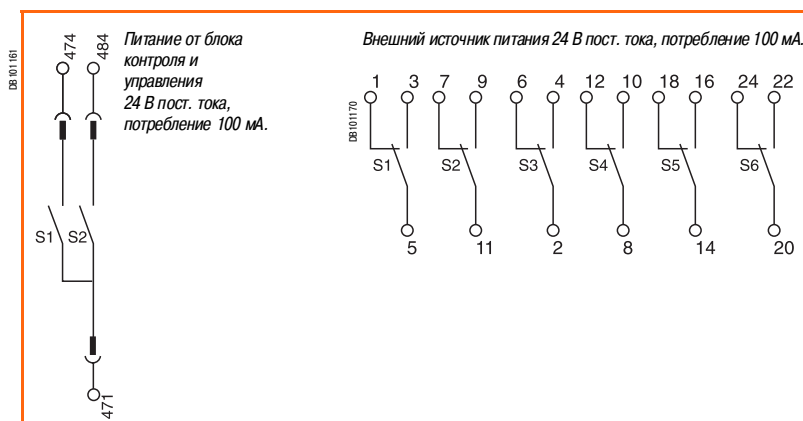 DB101161
474
484
Питание от блока
контроля и
управления
24 В пост. тока,
потребление 100 мА.
S1 S2
471
Внешний источник питания 24 В пост. тока, потребление 100 мА.
DB101170
1 3 7 9 6 4 12 10 18 16 24 22
S1 S2 S3 S4 S5 S6
5 11 2 8 14 20